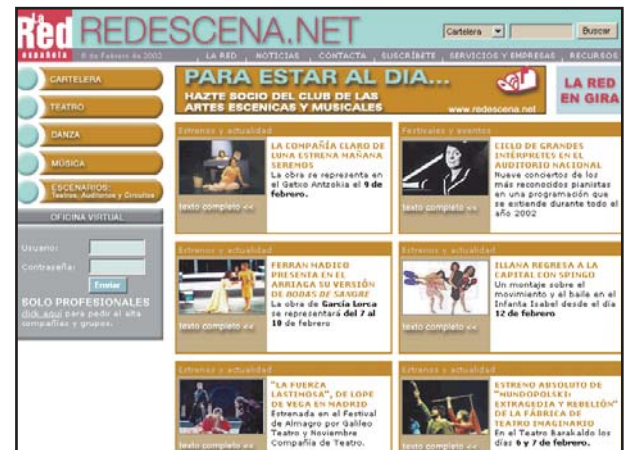 la Red
española
REDESCENA.NET
Cartelera
Buscar
8 de Febrero de 2002
LA RED
NOTICIAS
CONTACTA
SUSCRÍBETE
SERVICIOS Y EMPRESAS
RECURSOS
CARTELERA
TEATRO
DANZA
MÚSICA
ESCENARIOS:
Teatros, Auditorios y Circuitos
OFICINA VIRTUAL
Usuario:
Contraseña:
Enviar
SOLO PROFESIONALES
click aquí para pedir el alta
compañías y grupos.
PARA ESTAR AL DIA...
HAZTE SOCIO DEL CLUB DE LAS
ARTES ESCENICAS Y MUSICALES
www.redescena.net
LA RED
EN GIRA
Estrenos y actualidad
LA COMPAÑÍA CLARO DE
LUNA ESTRENA MAÑANA
SEREMOS
La obra se representa en
el Getxo Antzokia el 9 de
febrero.
texto completo <<
Festivales y eventos
CICLO DE GRANDES
INTÉRPRETES EN EL
AUDITORIO NACIONAL
Nueve conciertos de los
más reconocidos pianistas
en una programación que
se extiende durante todo el
año 2002
texto completo <<
Estrenos y actualidad
FERRAN MADICO
PRESENTA EN EL
ARRIAGA SU VERSIÓN
DE BODAS DE SANGRE
La obra de García Lorca
se representará del 7 al
10 de febrero
texto completo <<
Estrenos y actualidad
ILLANA REGRESA A LA
CAPITAL CON SPINGO
Un montaje sobre el
movimiento y el baile en el
Infanta Isabel desde el día
12 de febrero
texto completo <<
Estrenos y actualidad
"LA FUERZA
LASTIMOSA", DE LOPE
DE VEGA EN MADRID
Estrenada en el Festival
de Almagro por Galileo
Teatro y Noviembre
Compañía de Teatro.
texto completo <<
Estrenos y actualidad
ESTRENO ABSOLUTO DE
"MUNDOPOLSKI:
EXTRAGEDIA Y REBELIÓN"
DE LA FÁBRICA DE
TEATRO IMAGINARIO
En el Teatro Barakaldo los
días 6 y 7 de febrero.
texto completo <<